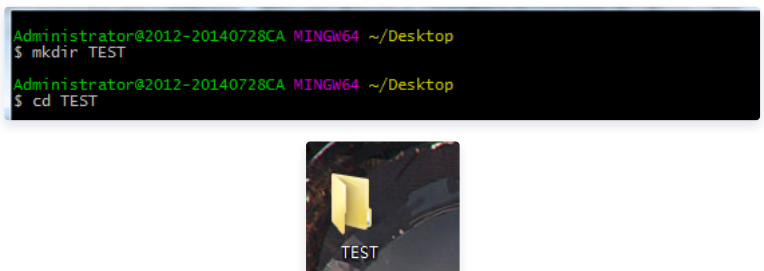 Administrator@2012-20140728CA MINGW64 ~/Desktop
$ mkdir TEST
Administrator@2012-20140728CA MINGW64 ~/Desktop
$ cd TEST
TEST